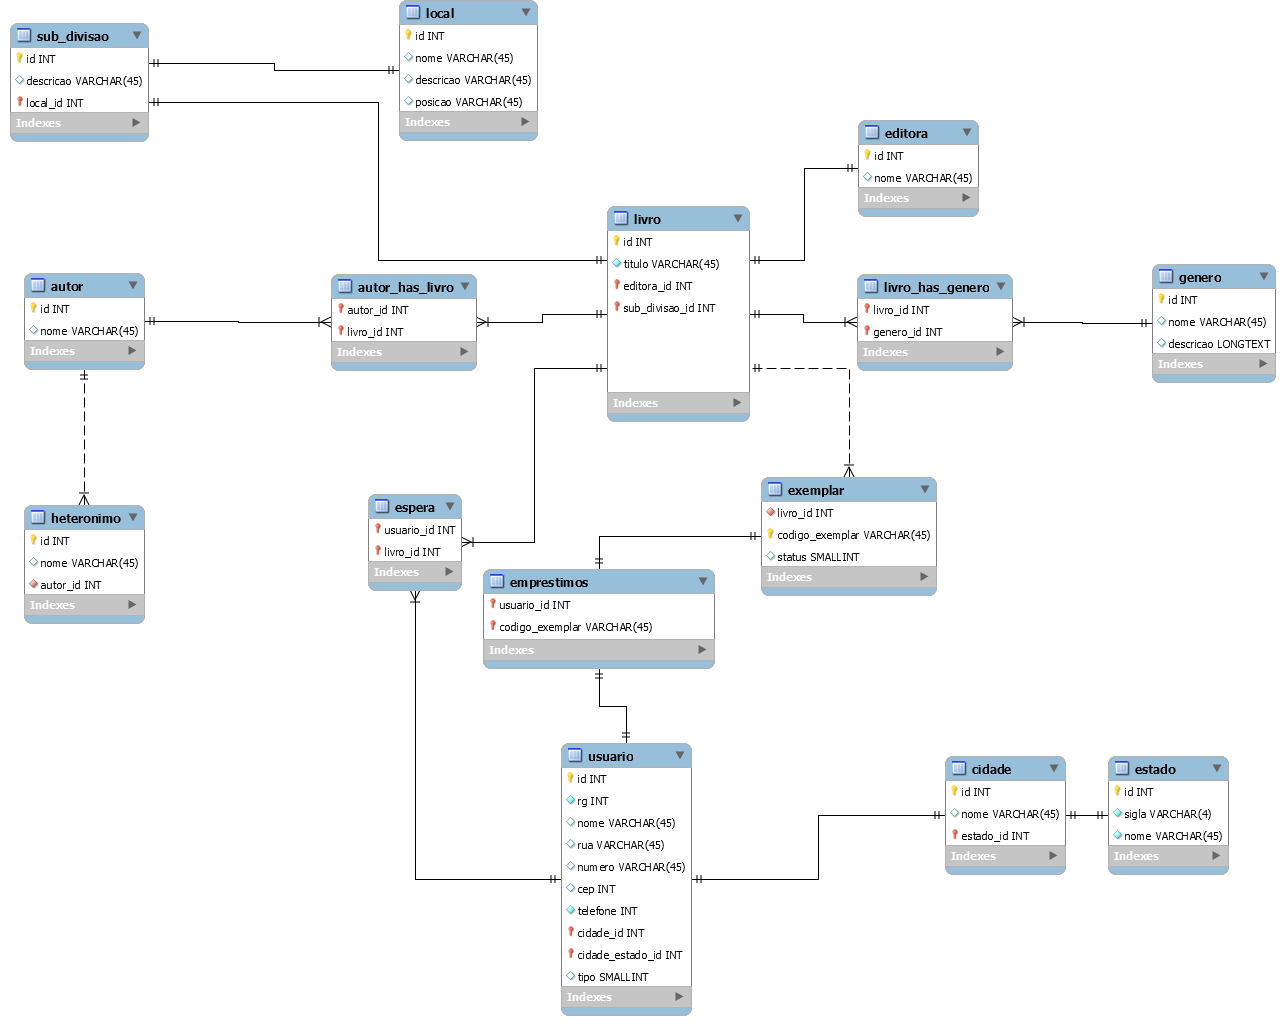 sub_divisao
id INT
descricao VARCHAR(45)
local_id INT
Indexes
local
id INT
nome VARCHAR(45)
descricao VARCHAR(45)
posicao VARCHAR(45)
Indexes
editora
id INT
nome VARCHAR(45)
Indexes
livro
id INT
titulo VARCHAR(45)
editora_id INT
sub_divisao_id INT
Indexes
autor
id INT
nome VARCHAR(45)
Indexes
autor_has_livro
autor_id INT
livro_id INT
Indexes
livro_has_genero
livro_id INT
genero_id INT
Indexes
genero
id INT
nome VARCHAR(45)
descricao LONGTEXT
Indexes
heteronimo
id INT
nome VARCHAR(45)
autor_id INT
Indexes
espera
usuario_id INT
livro_id INT
Indexes
exemplar
livro_id INT
codigo_exemplar VARCHAR(45)
status SMALLINT
Indexes
emprestimos
usuario_id INT
codigo_exemplar VARCHAR(45)
Indexes
usuario
id INT
rg INT
nome VARCHAR(45)
rua VARCHAR(45)
numero VARCHAR(45)
cep INT
telefone INT
cidade_id INT
cidade_estado_id INT
tipo SMALLINT
Indexes
cidade
id INT
nome VARCHAR(45)
estado_id INT
Indexes
estado
id INT
sigla VARCHAR(4)
nome VARCHAR(45)
Indexes